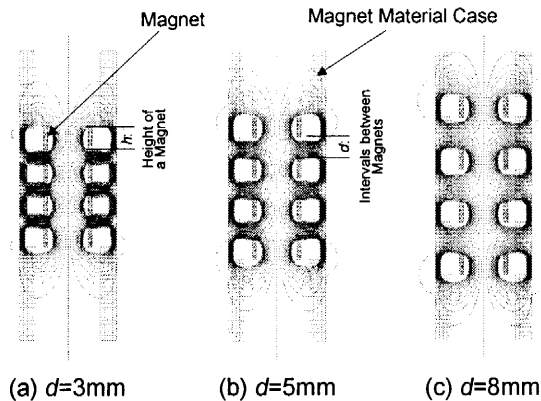 Magnet
Magnet Material Case
h:
Height of
a Magnet
d:
Intervals between
Magnets
(a) d=3mm
(b) d=5mm
(c) d=8mm